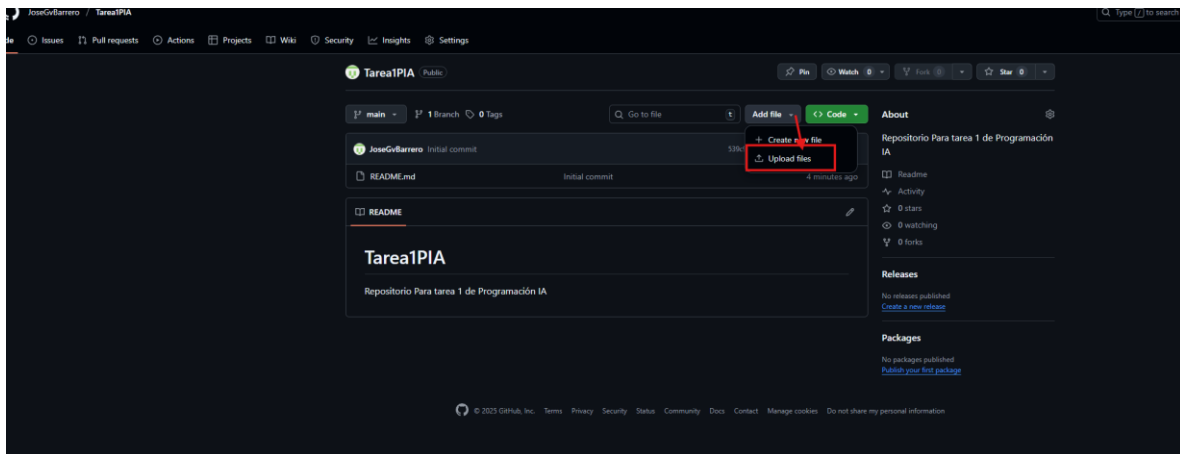 JoseGvBarrero / Tarea1PIA
Type / to search
de Issues Pull requests Actions Projects Wiki Security Insights Settings
Tarea1PIA Public
Pin Watch 0 Fork 0 Star 0
main 1 Branch 0 Tags Go to file t Add file Code
About
Create new file
Upload files
Repositorio Para tarea 1 de Programación
IA
JoseGvBarrero Initial commit
README.md Initial commit 4 minutes ago
Readme
Activity
0 stars
0 watching
0 forks
README
Tarea1PIA
Repositorio Para tarea 1 de Programación IA
Releases
No releases published
Create a new release
Packages
No packages published
Publish your first package
© 2025 GitHub, Inc. Terms Privacy Security Status Community Docs Contact Manage cookies Do not share my personal information